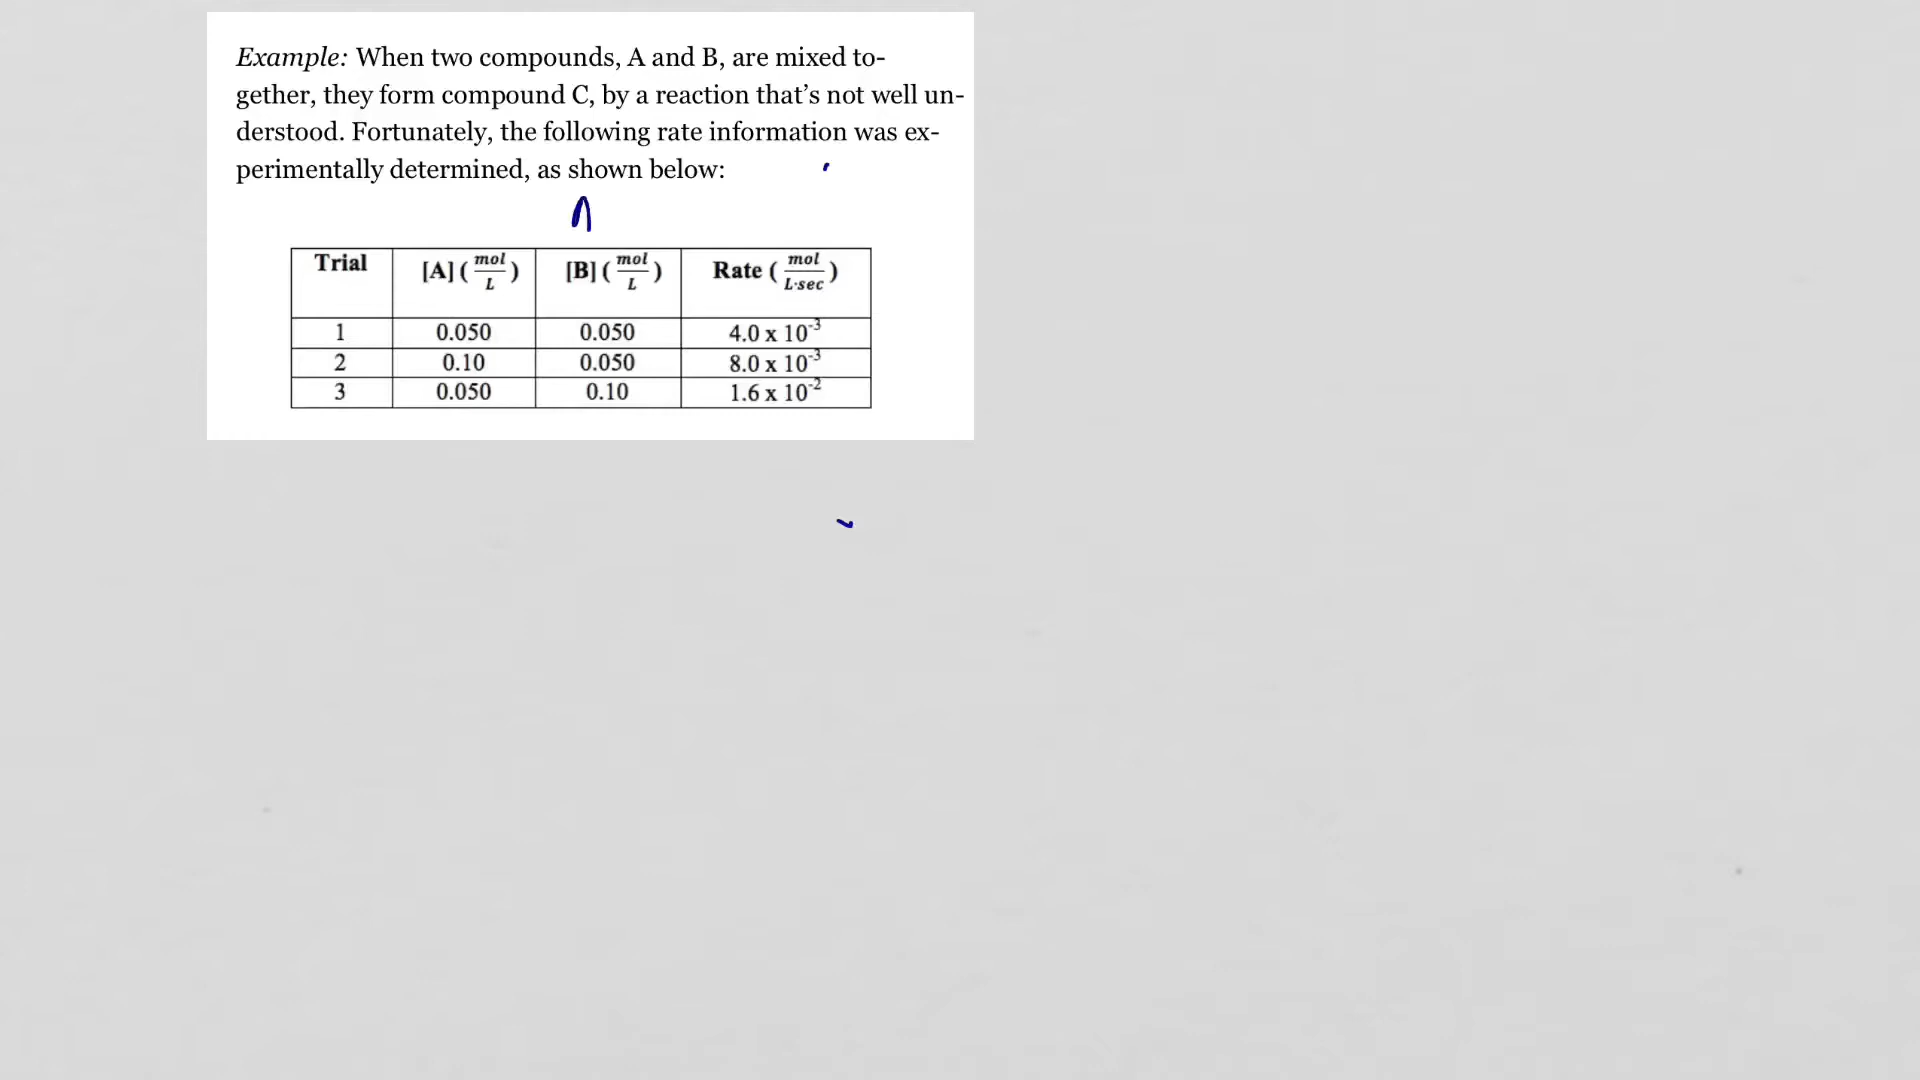 Example: When two compounds, A and B, are mixed to-
gether, they form compound C, by a reaction that’s not well un-
derstood. Fortunately, the following rate information was ex-
perimentally determined, as shown below:
Trial [A] (mol/L) [B] (mol/L) Rate (mol/L·sec)
1 0.050 0.050 4.0 x 10⁻³
2 0.10 0.050 8.0 x 10⁻³
3 0.050 0.10 1.6 x 10⁻²